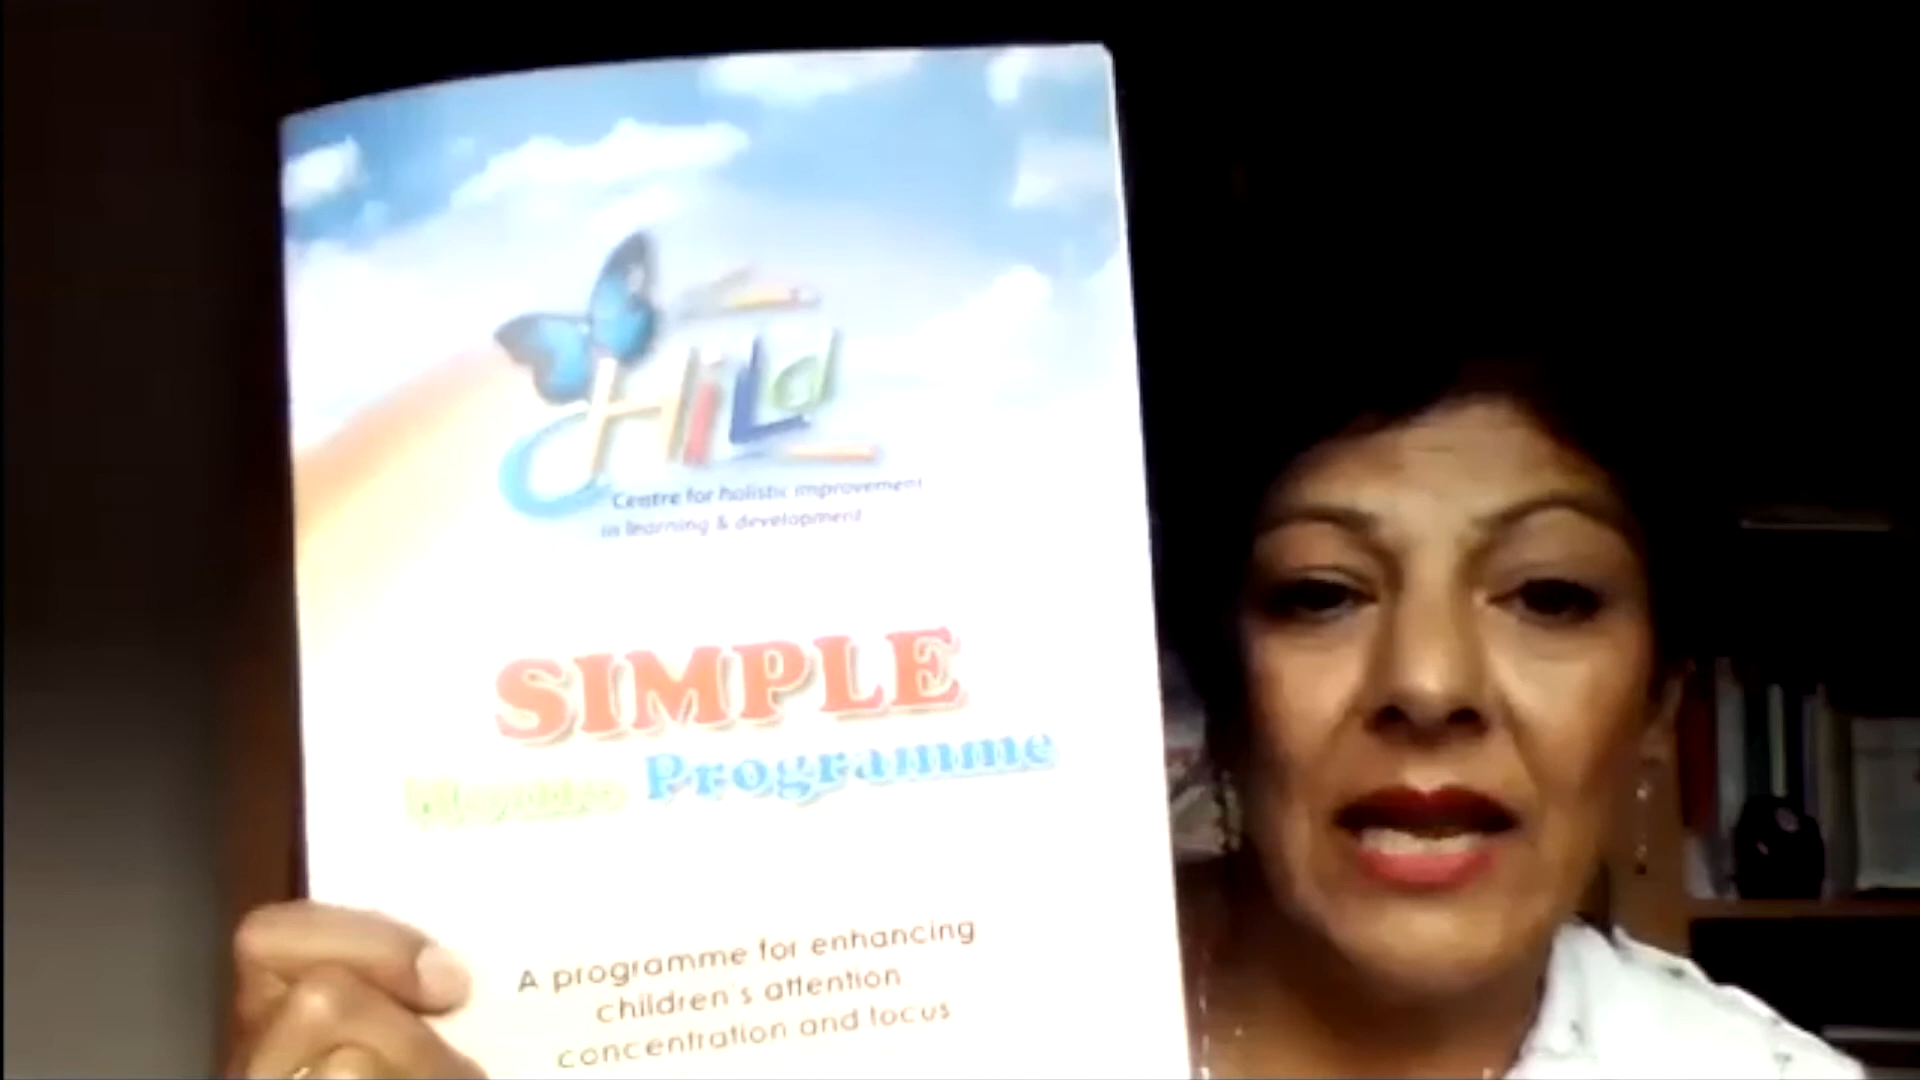 CHiLd
Centre for holistic improvement
in learning & development
SIMPLE
Programme
A programme for enhancing
children's attention
concentration and focus